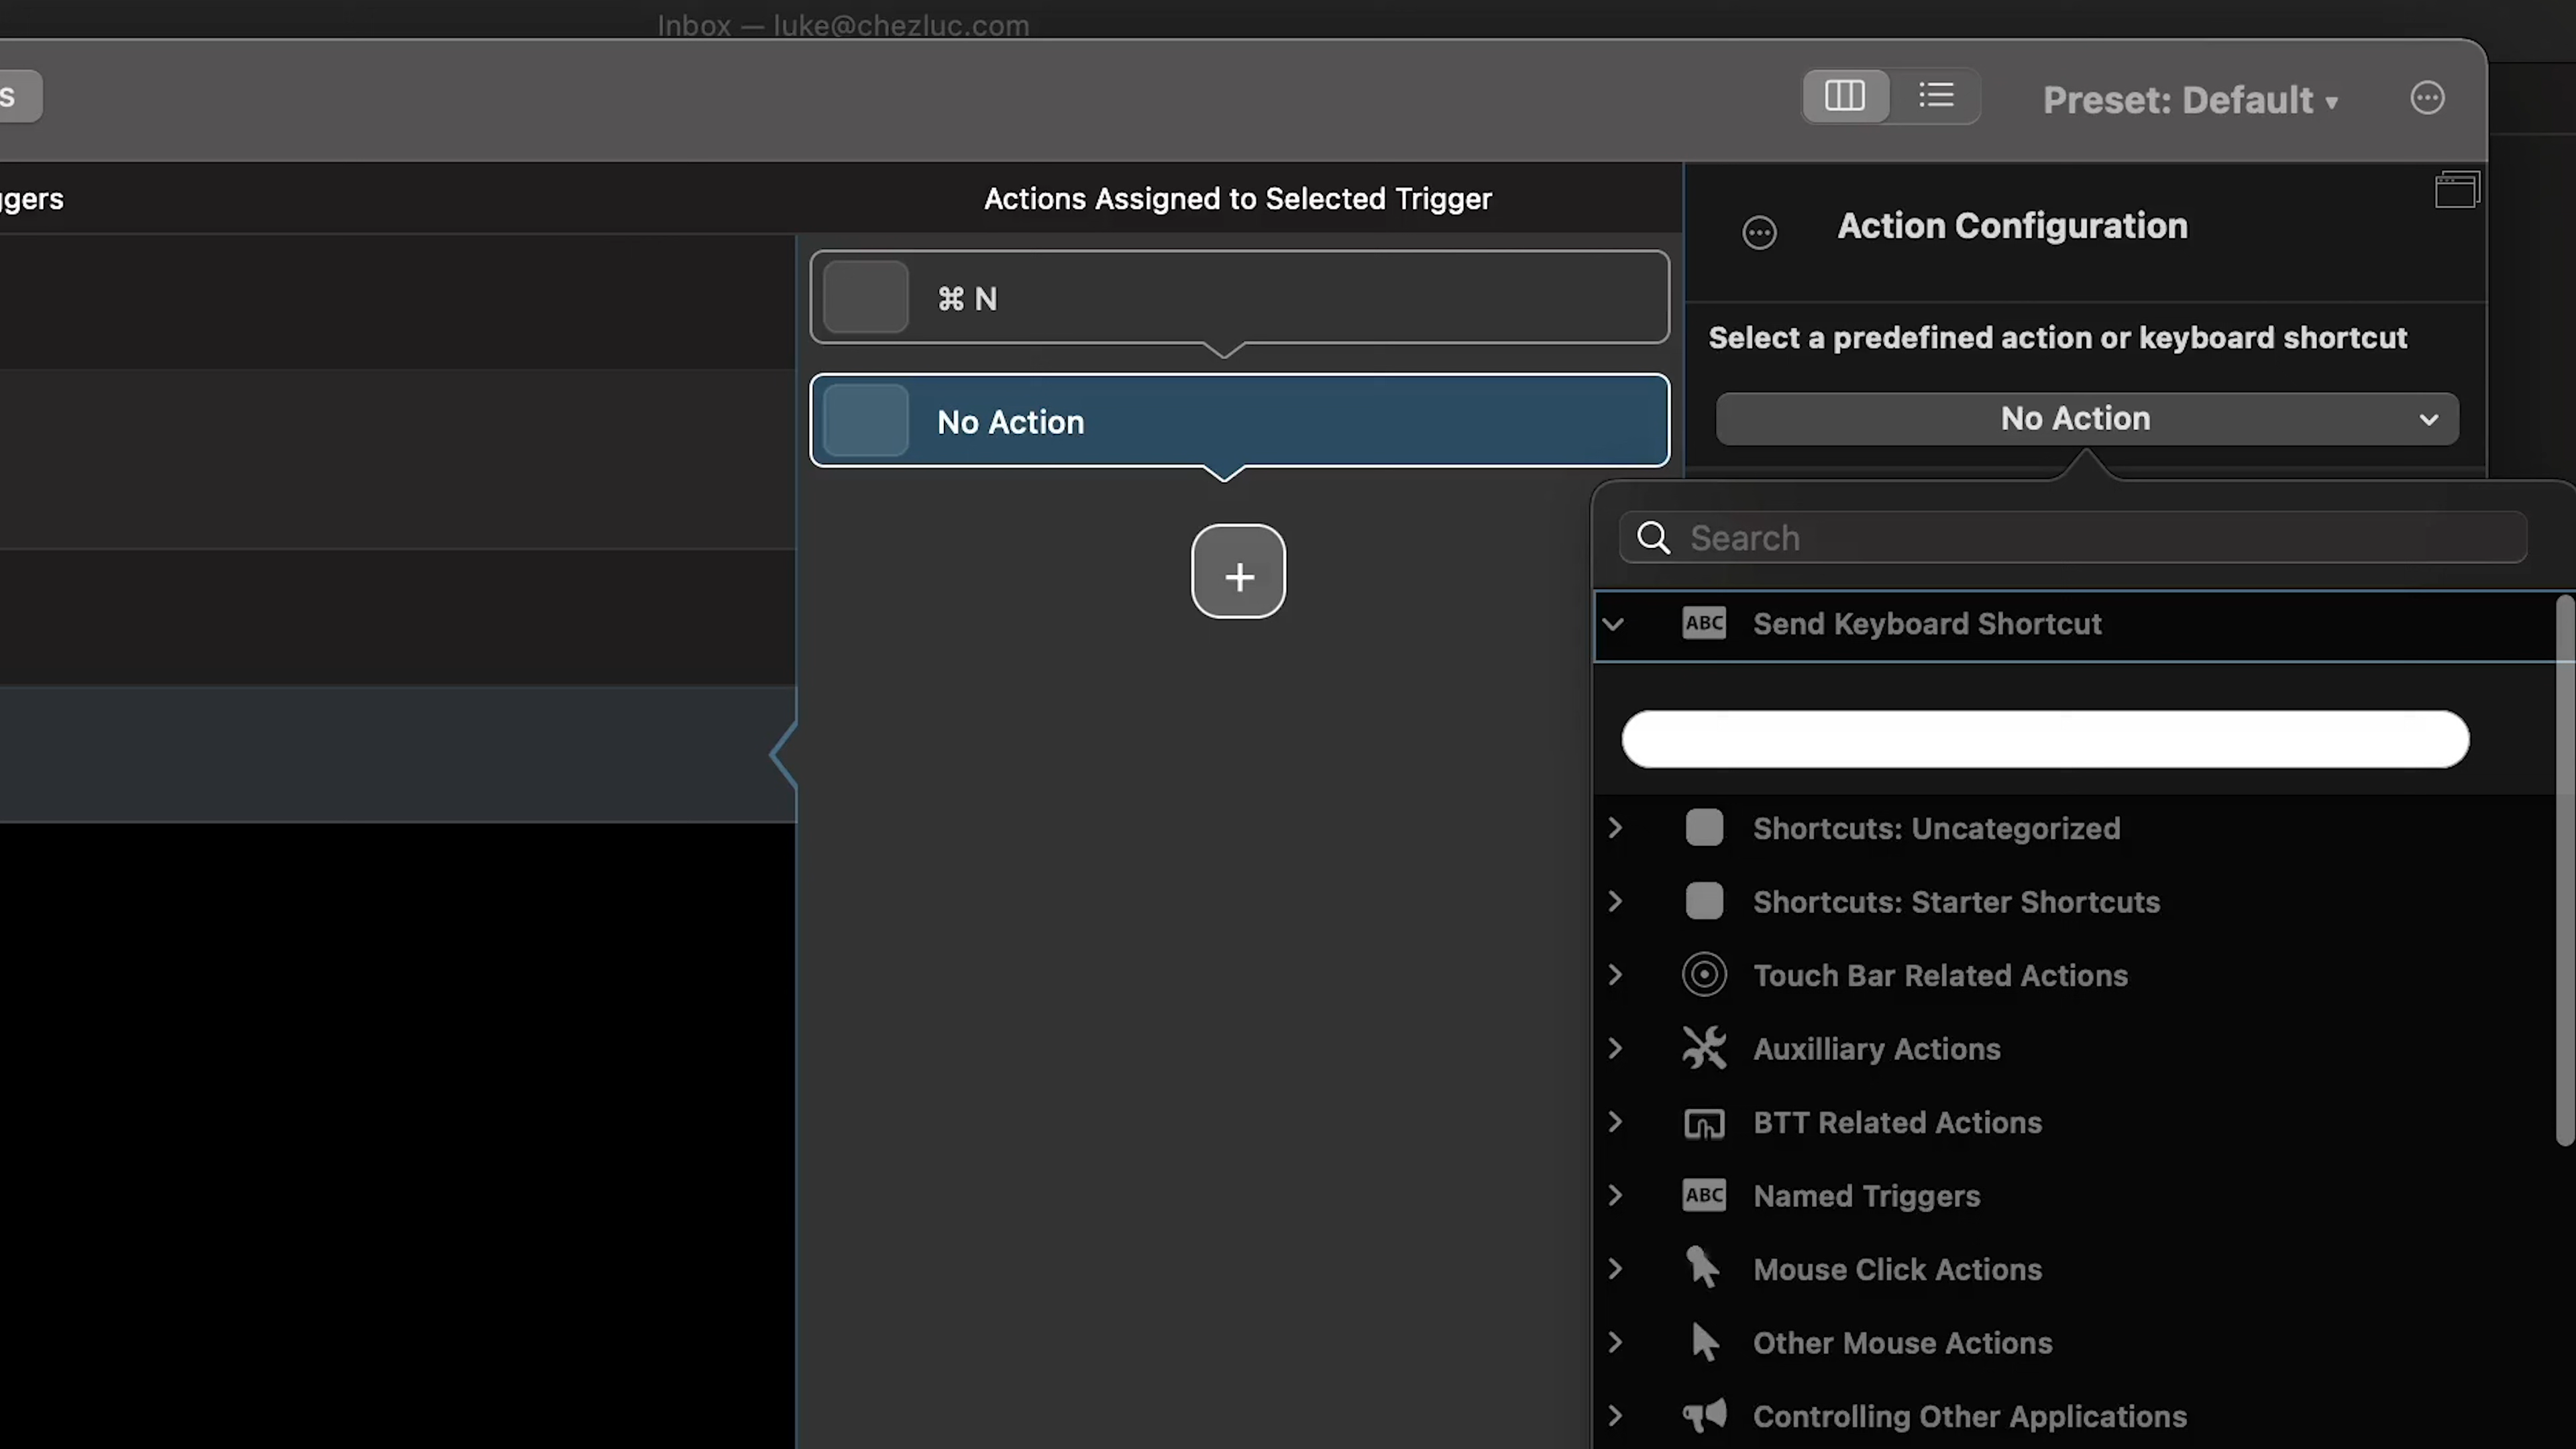 Inbox — luke@chezluc.com
s
Preset: Default
ggers
Actions Assigned to Selected Trigger
Action Configuration
⌘ N
Select a predefined action or keyboard shortcut
No Action
No Action
Search
ABC Send Keyboard Shortcut
Shortcuts: Uncategorized
Shortcuts: Starter Shortcuts
Touch Bar Related Actions
Auxilliary Actions
BTT Related Actions
ABC Named Triggers
Mouse Click Actions
Other Mouse Actions
Controlling Other Applications